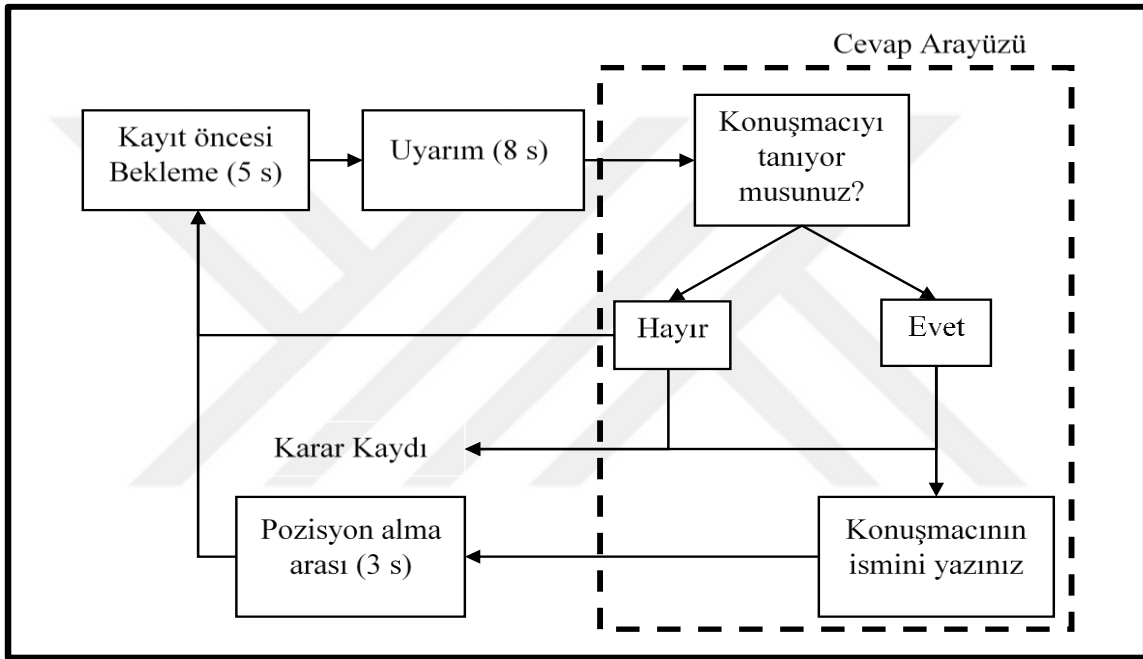 Cevap Arayüzü
Kayıt öncesi
Bekleme (5 s)
Uyarım (8 s)
Konuşmacıyı
tanıyor
musunuz?
Hayır
Evet
Karar Kaydı
Pozisyon alma
arası (3 s)
Konuşmacının
ismini yazınız